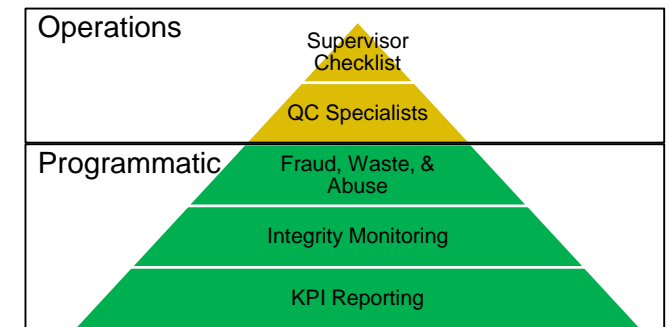 Operations
Supervisor
Checklist
QC Specialists
Programmatic
Fraud, Waste, &
Abuse
Integrity Monitoring
KPI Reporting